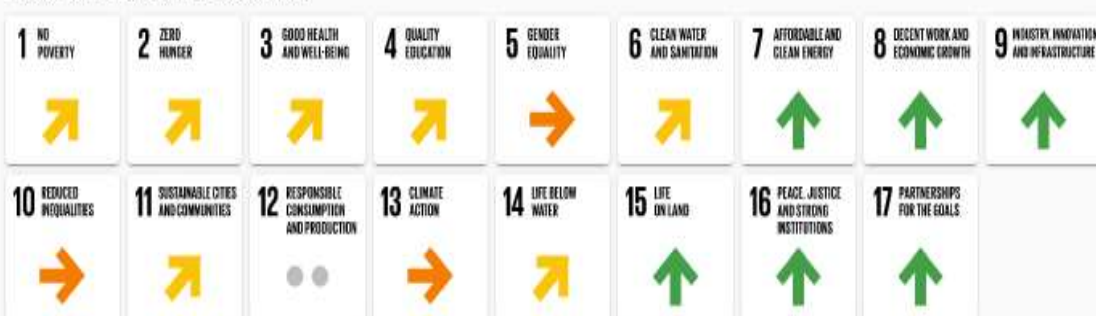 1 NO
POVERTY
2 ZERO
HUNGER
3 GOOD HEALTH
AND WELL-BEING
4 QUALITY
EDUCATION
5 GENDER
EQUALITY
6 CLEAN WATER
AND SANITATION
7 AFFORDABLE AND
CLEAN ENERGY
8 DECENT WORK AND
ECONOMIC GROWTH
9 INDUSTRY, INNOVATION
AND INFRASTRUCTURE
10 REDUCED
INEQUALITIES
11 SUSTAINABLE CITIES
AND COMMUNITIES
12 RESPONSIBLE
CONSUMPTION
AND PRODUCTION
13 CLIMATE
ACTION
14 LIFE BELOW
WATER
15 LIFE
ON LAND
16 PEACE, JUSTICE
AND STRONG
INSTITUTIONS
17 PARTNERSHIPS
FOR THE GOALS